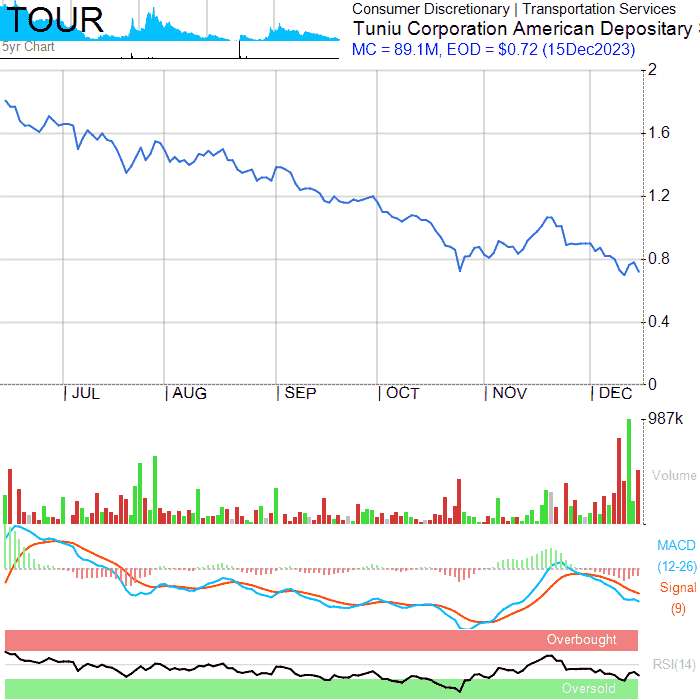 TOUR
5yr Chart
Consumer Discretionary | Transportation Services
Tuniu Corporation American Depositary S
MC = 89.1M, EOD = $0.72 (15Dec2023)
2
1.6
1.2
0.8
0.4
0
JUL AUG SEP OCT NOV DEC
987k
Volume
MACD
(12-26)
Signal
(9)
Overbought
RSI(14)
Oversold